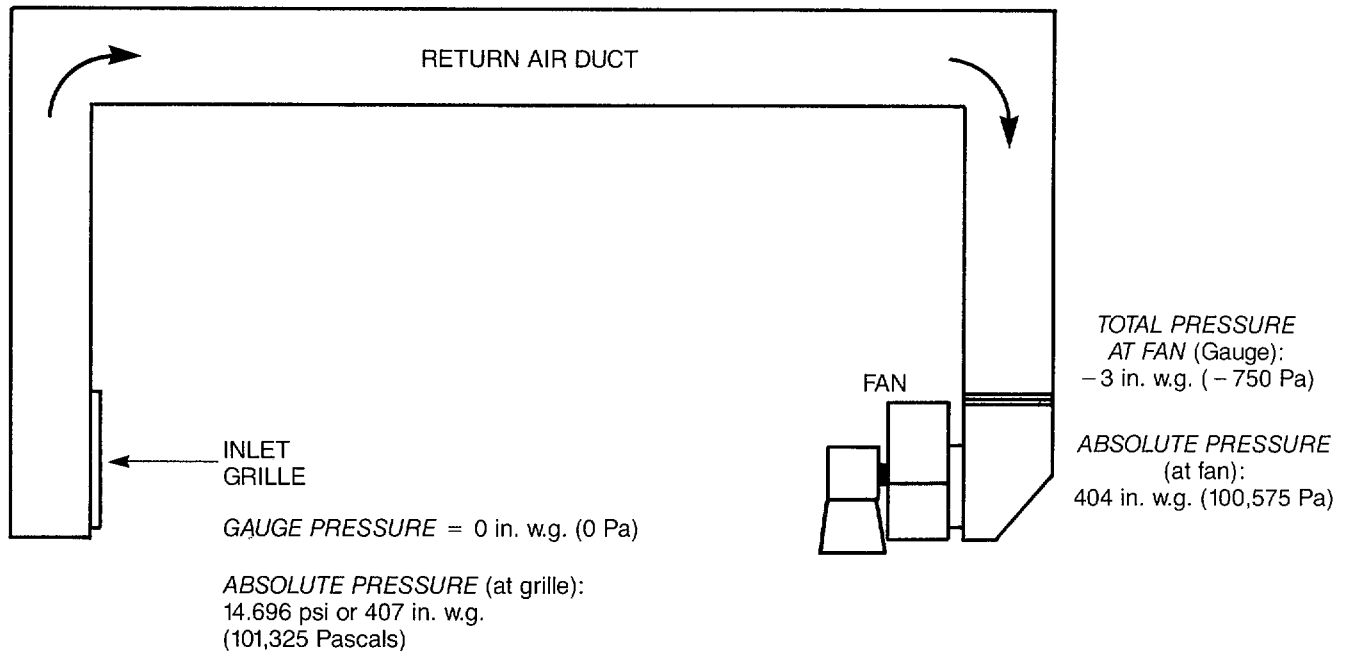 RETURN AIR DUCT
FAN
TOTAL PRESSURE
AT FAN (Gauge):
−3 in. w.g. (−750 Pa)
ABSOLUTE PRESSURE
(at fan):
404 in. w.g. (100,575 Pa)
INLET
GRILLE
GAUGE PRESSURE = 0 in. w.g. (0 Pa)
ABSOLUTE PRESSURE (at grille):
14.696 psi or 407 in. w.g.
(101,325 Pascals)